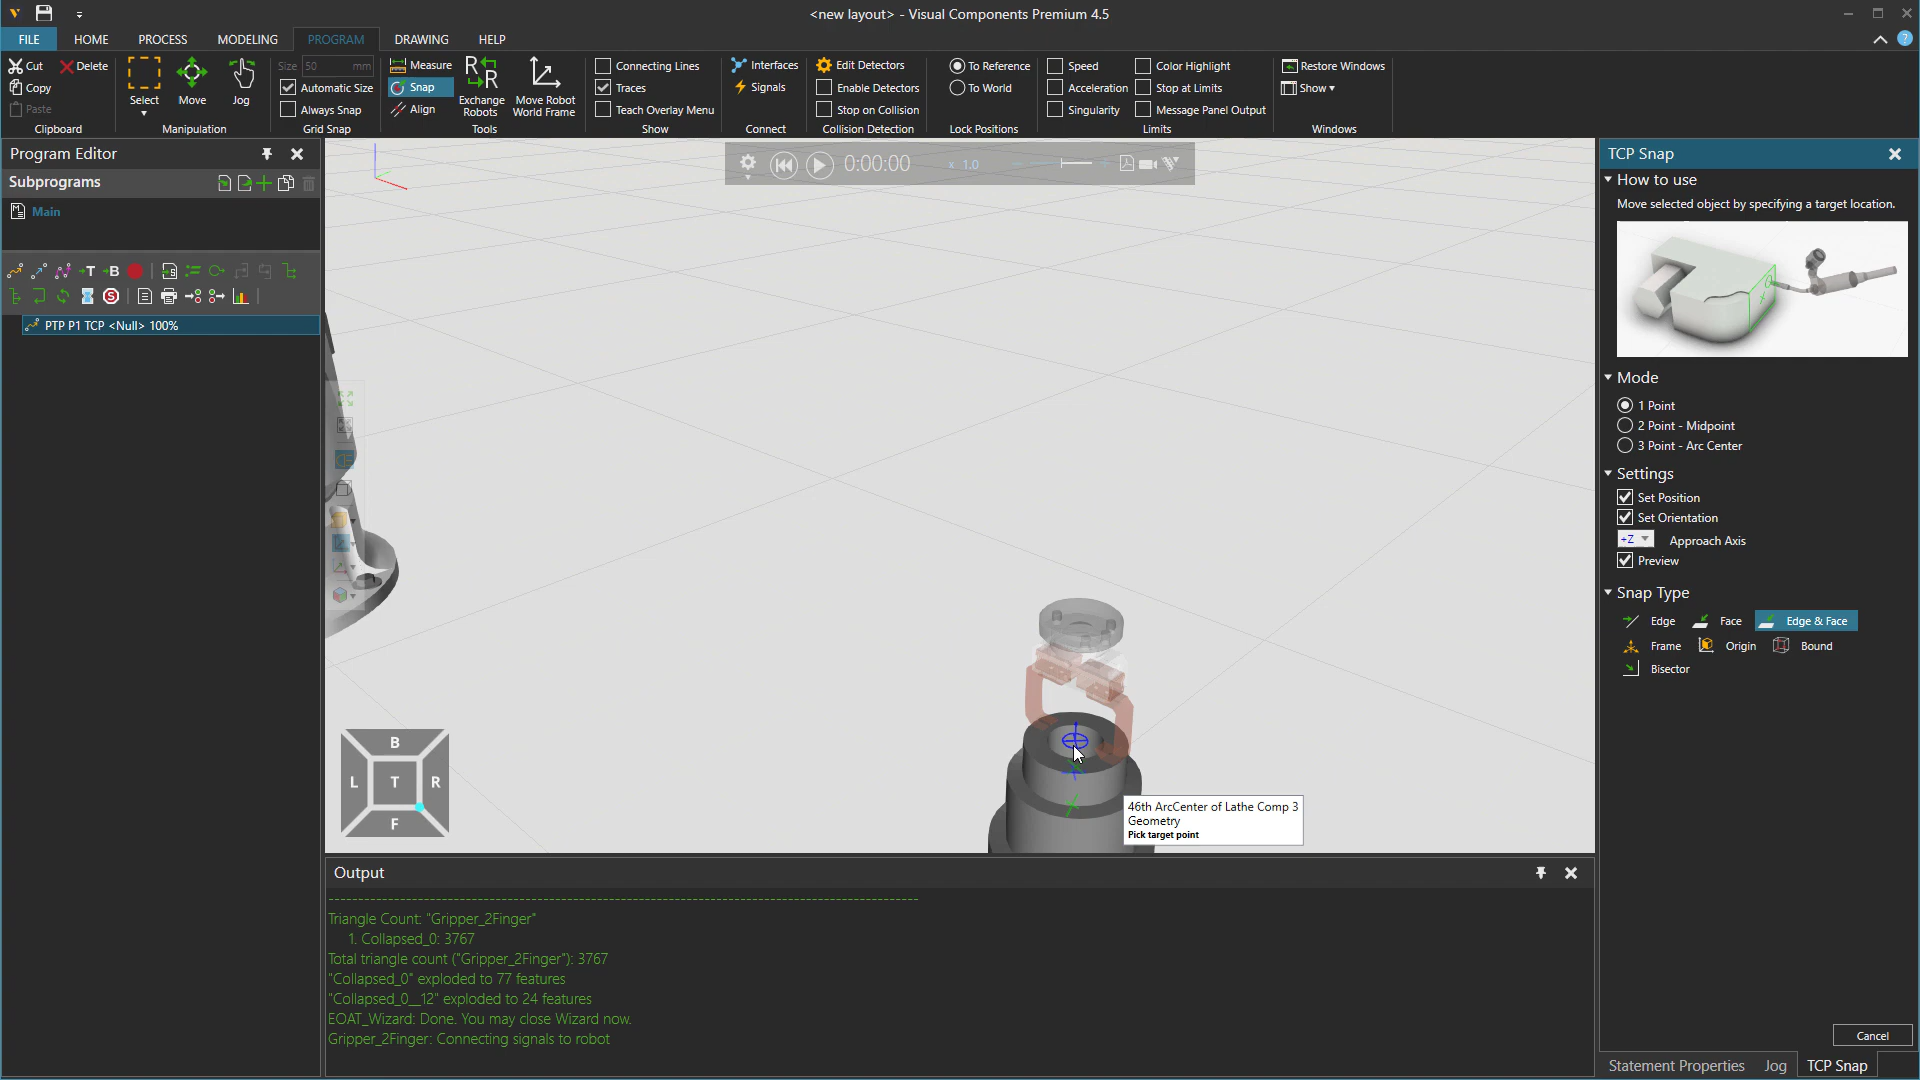 <new layout> - Visual Components Premium 4.5
FILE
HOME
PROCESS
MODELING
PROGRAM
DRAWING
HELP
Cut
Delete
Copy
Paste
Clipboard
Select
Move
Jog
Manipulation
Size 50 mm
Automatic Size
Always Snap
Grid Snap
Measure
Snap
Align
Exchange
Robots
Move Robot
World Frame
Tools
Connecting Lines
Traces
Teach Overlay Menu
Show
Interfaces
Signals
Connect
Edit Detectors
Enable Detectors
Stop on Collision
Collision Detection
To Reference
To World
Lock Positions
Speed
Acceleration
Singularity
Color Highlight
Stop at Limits
Message Panel Output
Limits
Restore Windows
Show
Windows
Program Editor
Subprograms
Main
PTP P1 TCP <Null> 100%
0:00:00
x 1.0
B
L
T
R
F
46th ArcCenter of Lathe Comp 3
Geometry
Pick target point
Output
Triangle Count: "Gripper_2Finger"
1. Collapsed_0: 3767
Total triangle count ("Gripper_2Finger"): 3767
"Collapsed_0" exploded to 77 features
"Collapsed_0__12" exploded to 24 features
EOAT_Wizard: Done. You may close Wizard now.
Gripper_2Finger: Connecting signals to robot
TCP Snap
How to use
Move selected object by specifying a target location.
Mode
1 Point
2 Point - Midpoint
3 Point - Arc Center
Settings
Set Position
Set Orientation
+Z
Approach Axis
Preview
Snap Type
Edge
Face
Edge & Face
Frame
Origin
Bound
Bisector
Cancel
Statement Properties
Jog
TCP Snap